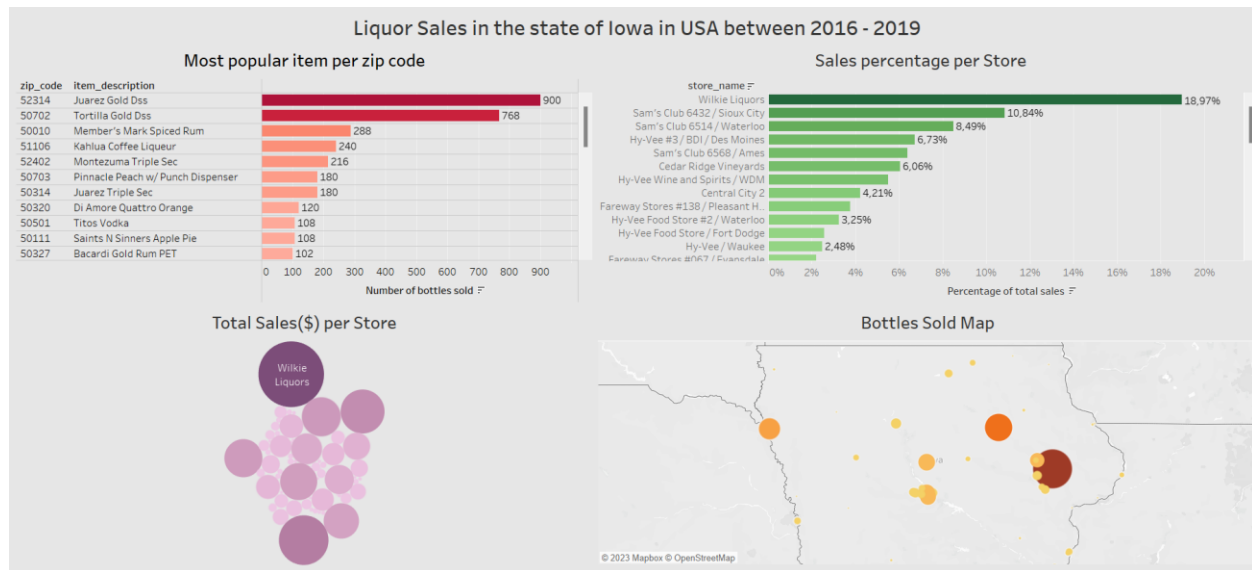 Liquor Sales in the state of Iowa in USA between 2016 - 2019
Most popular item per zip code
zip_code item_description
52314 Juarez Gold Dss 900
50702 Tortilla Gold Dss 768
50010 Member's Mark Spiced Rum 288
51106 Kahlua Coffee Liqueur 240
52402 Montezuma Triple Sec 216
50703 Pinnacle Peach w/ Punch Dispenser 180
50314 Juarez Triple Sec 180
50320 Di Amore Quattro Orange 120
50501 Titos Vodka 108
50111 Saints N Sinners Apple Pie 108
50327 Bacardi Gold Rum PET 102
0 100 200 300 400 500 600 700 800 900
Number of bottles sold
Sales percentage per Store
store_name
Wilkie Liquors 18,97%
Sam's Club 6432 / Sioux City 10,84%
Sam's Club 6514 / Waterloo 8,49%
Hy-Vee #3 / BDI / Des Moines 6,73%
Sam's Club 6568 / Ames
Cedar Ridge Vineyards 6,06%
Hy-Vee Wine and Spirits / WDM
Central City 2 4,21%
Fareway Stores #138 / Pleasant H..
Hy-Vee Food Store #2 / Waterloo 3,25%
Hy-Vee Food Store / Fort Dodge
Hy-Vee / Waukee 2,48%
Fareway Stores #067 / Evansdale
0% 2% 4% 6% 8% 10% 12% 14% 16% 18% 20%
Percentage of total sales
Total Sales($) per Store
Wilkie
Liquors
Bottles Sold Map
© 2023 Mapbox © OpenStreetMap